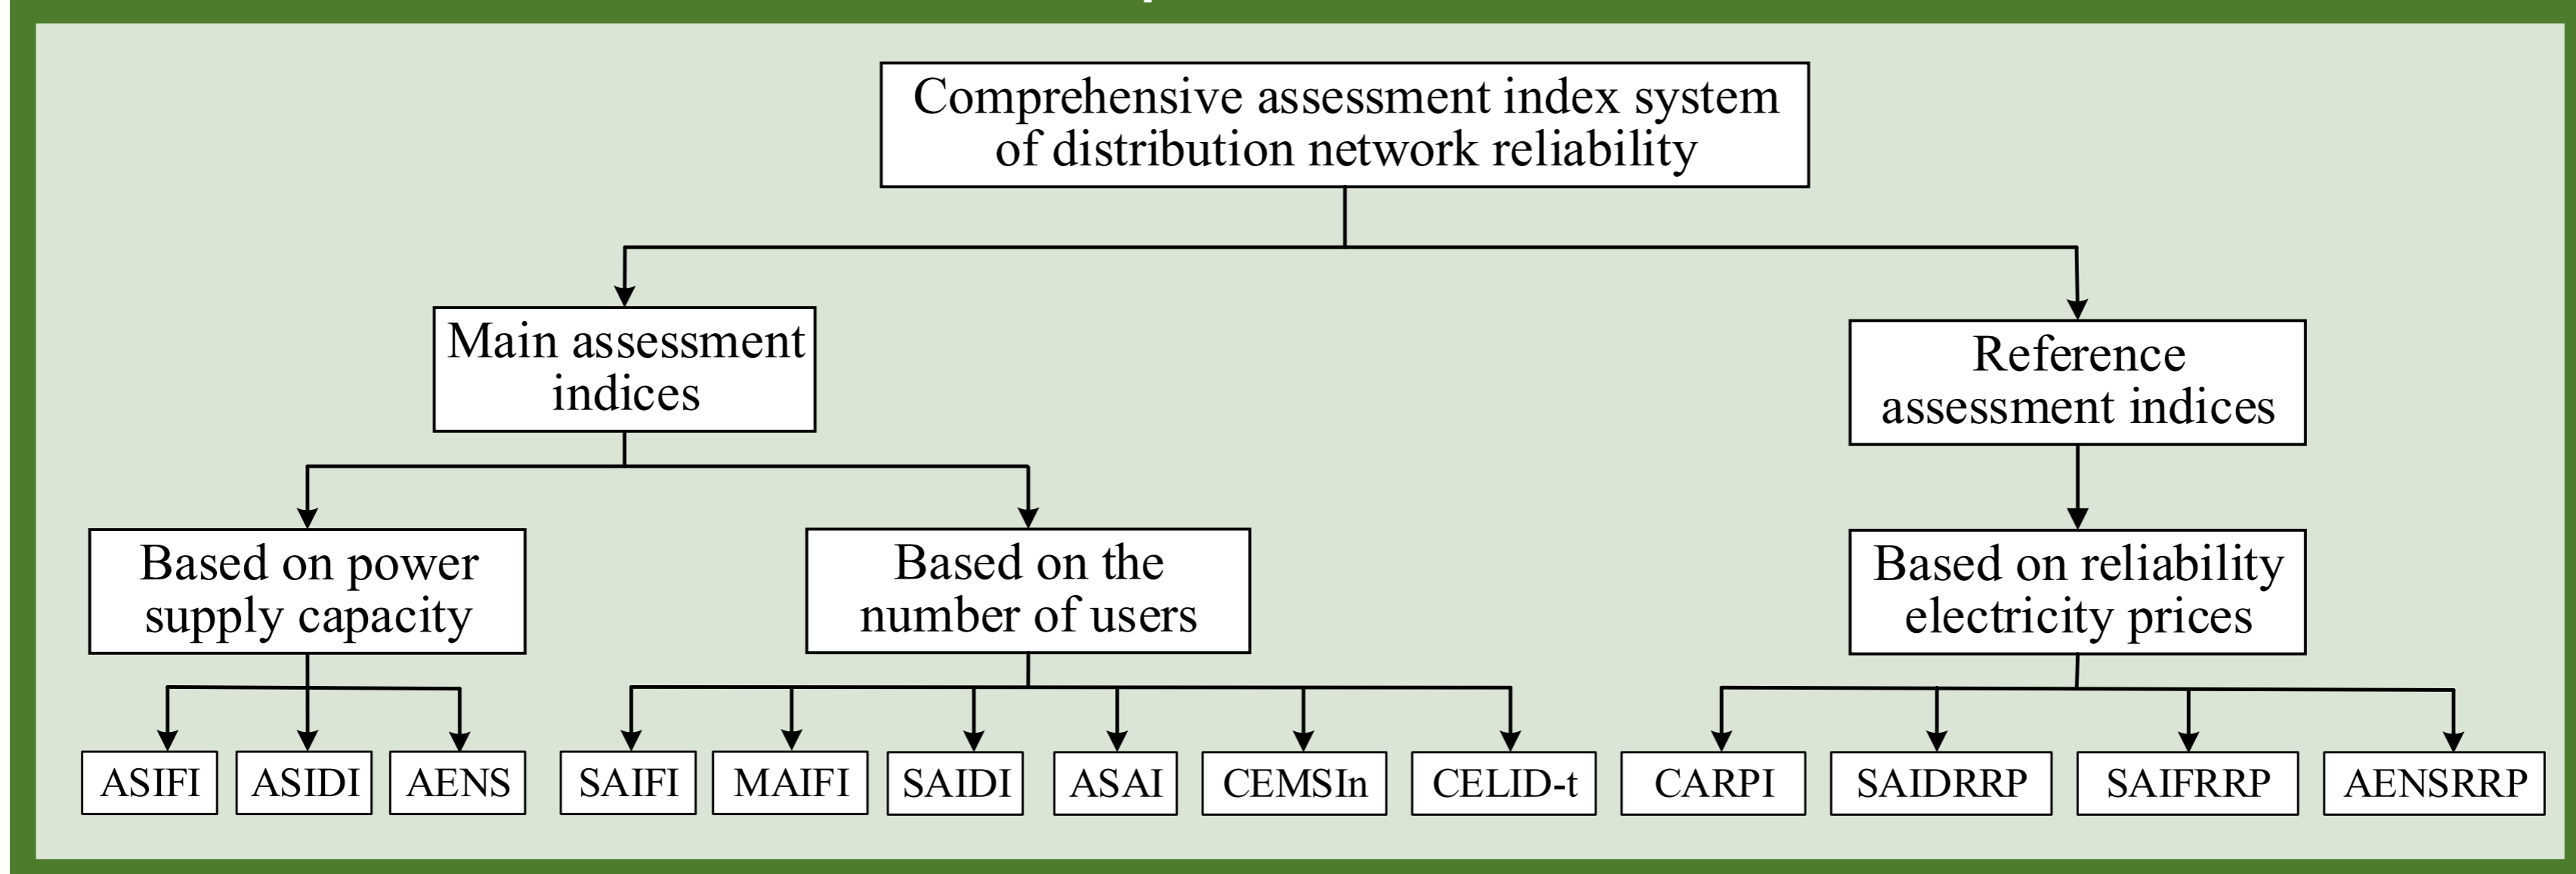 Comprehensive assessment index system
of distribution network reliability
Main assessment
indices
Reference
assessment indices
Based on power
supply capacity
Based on the
number of users
Based on reliability
electricity prices
ASIFI
ASIDI
AENS
SAIFI
MAIFI
SAIDI
ASAI
CEMSIn
CELID-t
CARPI
SAIDRRP
SAIFRRP
AENSRRP